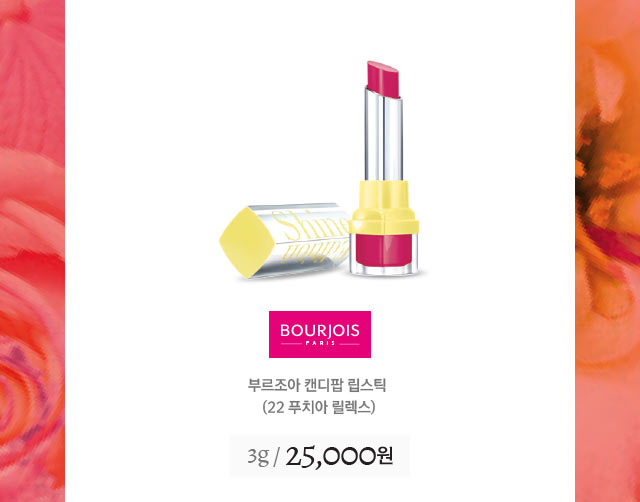 Shine
BOURJOIS
PARIS
부르조아 캔디팝 립스틱
(22 푸치아 릴렉스)
3g / 25,000원